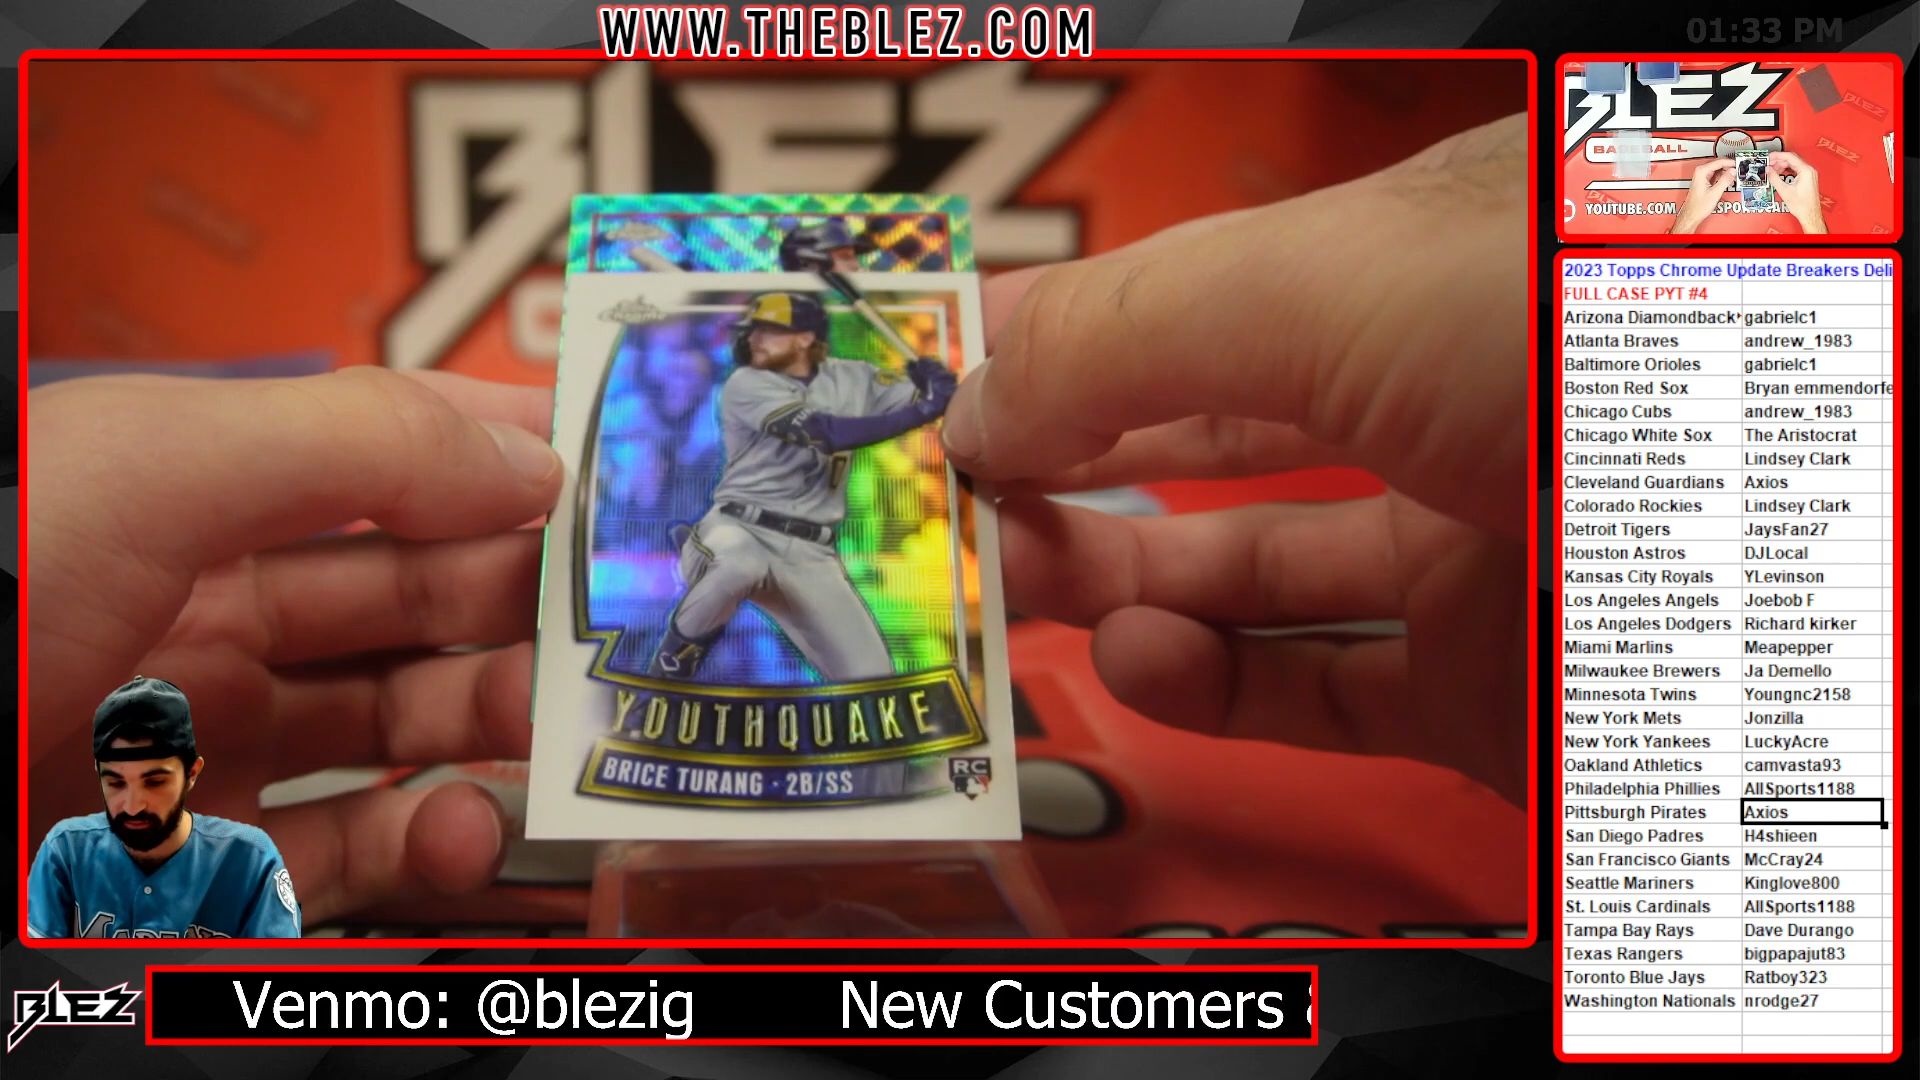 WWW.THEBLEZ.COM
01:33 PM
BLEZ
YOUTHQUAKE
BRICE TURANG · 2B/SS
RC
BLEZ
BASEBALL
BLEZ
BLEZ
YOUTUBE.COM
2023 Topps Chrome Update Breakers Deli
FULL CASE PYT #4
Arizona Diamondback gabrielc1
Atlanta Braves andrew_1983
Baltimore Orioles gabrielc1
Boston Red Sox Bryan emmendorfe
Chicago Cubs andrew_1983
Chicago White Sox The Aristocrat
Cincinnati Reds Lindsey Clark
Cleveland Guardians Axios
Colorado Rockies Lindsey Clark
Detroit Tigers JaysFan27
Houston Astros DJLocal
Kansas City Royals YLevinson
Los Angeles Angels Joebob F
Los Angeles Dodgers Richard kirker
Miami Marlins Meapepper
Milwaukee Brewers Ja Demello
Minnesota Twins Youngnc2158
New York Mets Jonzilla
New York Yankees LuckyAcre
Oakland Athletics camvasta93
Philadelphia Phillies AllSports1188
Pittsburgh Pirates Axios
San Diego Padres H4shieen
San Francisco Giants McCray24
Seattle Mariners Kinglove800
St. Louis Cardinals AllSports1188
Tampa Bay Rays Dave Durango
Texas Rangers bigpapajut83
Toronto Blue Jays Ratboy323
Washington Nationals nrodge27
BLEZ
Venmo: @blezig New Customers